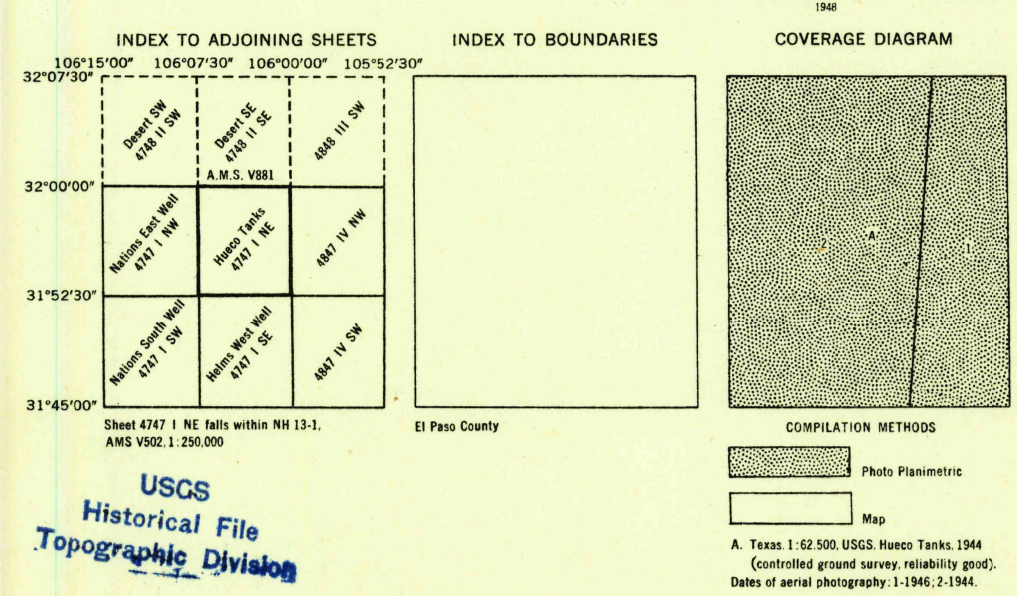 1948
INDEX TO ADJOINING SHEETS
106°15'00" 106°07'30" 106°00'00" 105°52'30"
32°07'30"
Desert SW
4748 II SW
Desert SE
4748 II SE
4848 III SW
A.M.S. V881
32°00'00"
Nations East Well
4747 I NW
Hueco Tanks
4747 I NE
4847 IV NW
31°52'30"
Nations South Well
4747 I SW
Helms West Well
4747 I SE
4847 IV SW
31°45'00"
Sheet 4747 I NE falls within NH 13-1,
AMS V502, 1:250,000
USGS
Historical File
Topographic Division
INDEX TO BOUNDARIES
El Paso County
COVERAGE DIAGRAM
2
A
1
COMPILATION METHODS
Photo Planimetric
Map
A. Texas, 1:62,500, USGS, Hueco Tanks, 1944
(controlled ground survey, reliability good).
Dates of aerial photography: 1-1946; 2-1944.